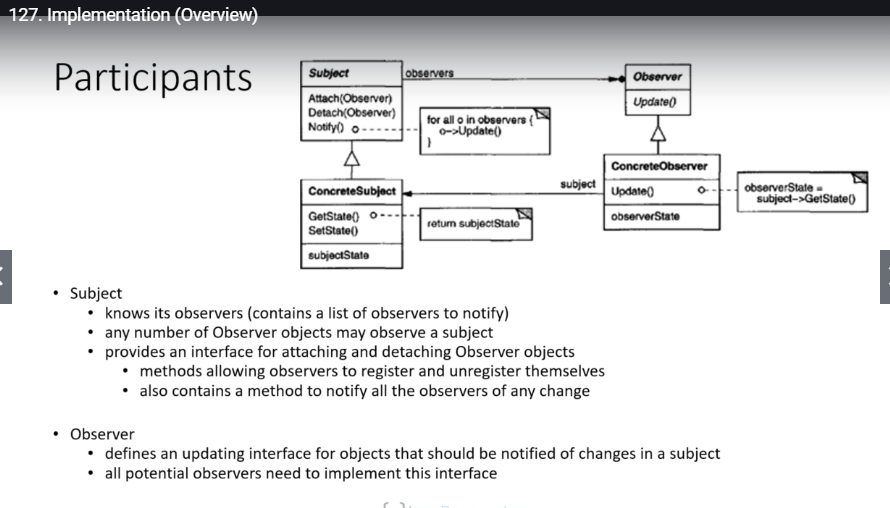 127. Implementation (Overview)
Participants
Subject
observers
Observer
Attach(Observer)
Detach(Observer)
Notify()
for all o in observers {
o->Update()
}
Update()
ConcreteSubject
subject
ConcreteObserver
GetState()
SetState()
return subjectState
Update()
observerState =
subject->GetState()
subjectState
observerState
• Subject
• knows its observers (contains a list of observers to notify)
• any number of Observer objects may observe a subject
• provides an interface for attaching and detaching Observer objects
• methods allowing observers to register and unregister themselves
• also contains a method to notify all the observers of any change
• Observer
• defines an updating interface for objects that should be notified of changes in a subject
• all potential observers need to implement this interface